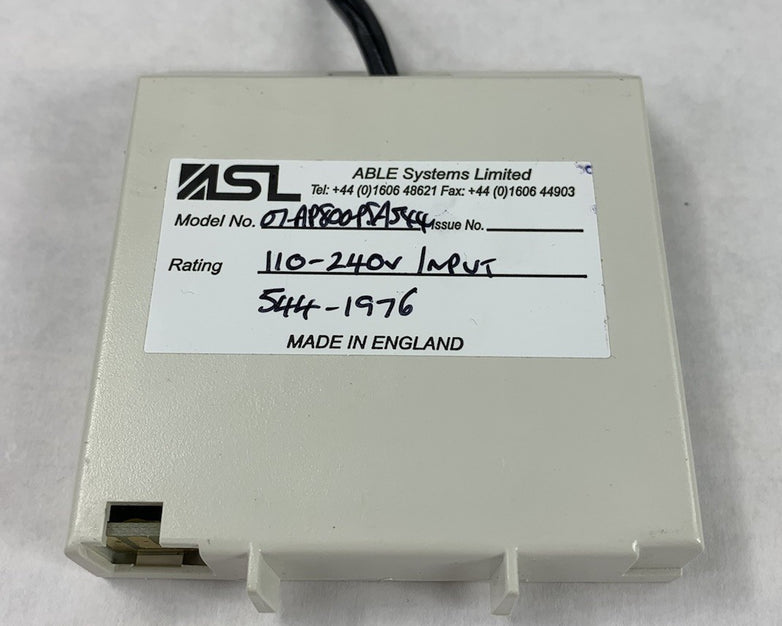 ASL ABLE Systems Limited
Tel: +44 (0)1606 48621 Fax: +44 (0)1606 44903
Model No. 07-AP800PSA544 Issue No.
Rating 110-240v INPUT
544-1976
MADE IN ENGLAND